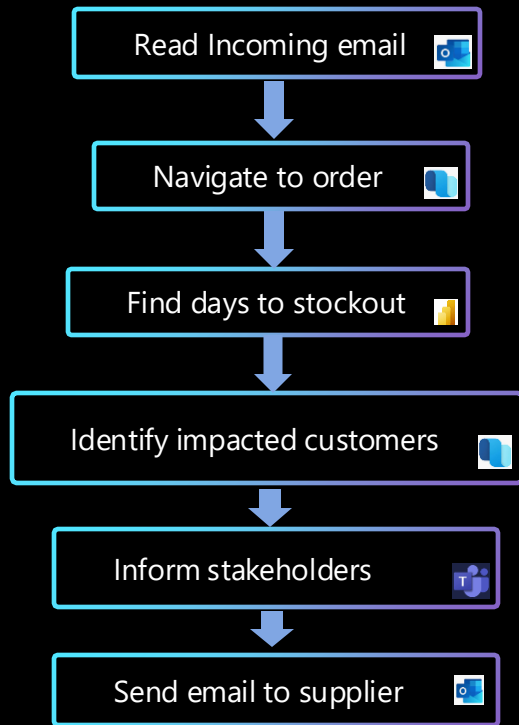 Read Incoming email
Navigate to order
Find days to stockout
Identify impacted customers
Inform stakeholders
Send email to supplier